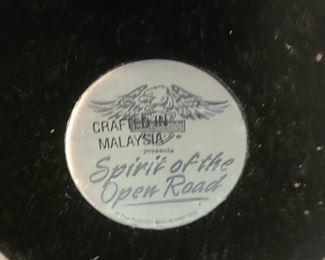 CRAFTED IN
MALAYSIA
presents
Spirit of the
Open Road